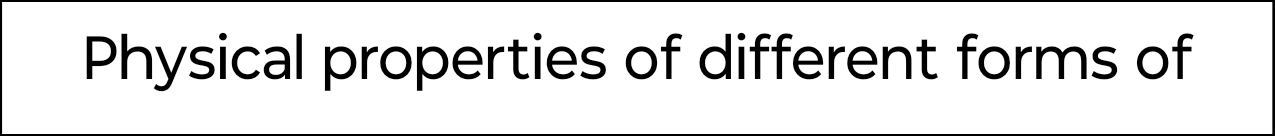 Physical properties of different forms of